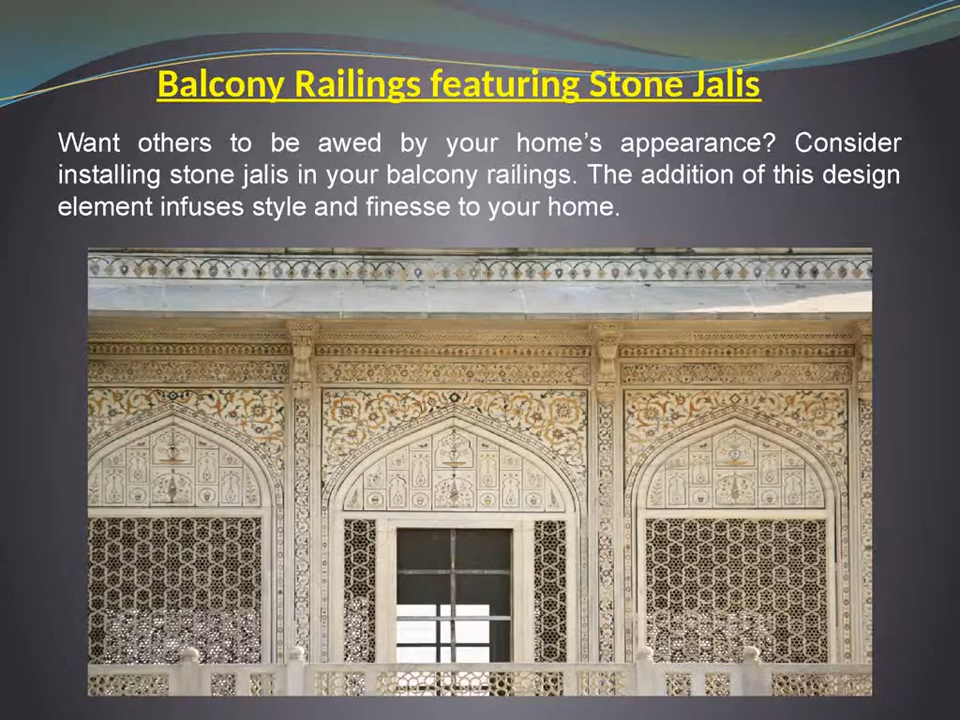 Balcony Railings featuring Stone Jalis
Want others to be awed by your home’s appearance? Consider
installing stone jalis in your balcony railings. The addition of this design
element infuses style and finesse to your home.